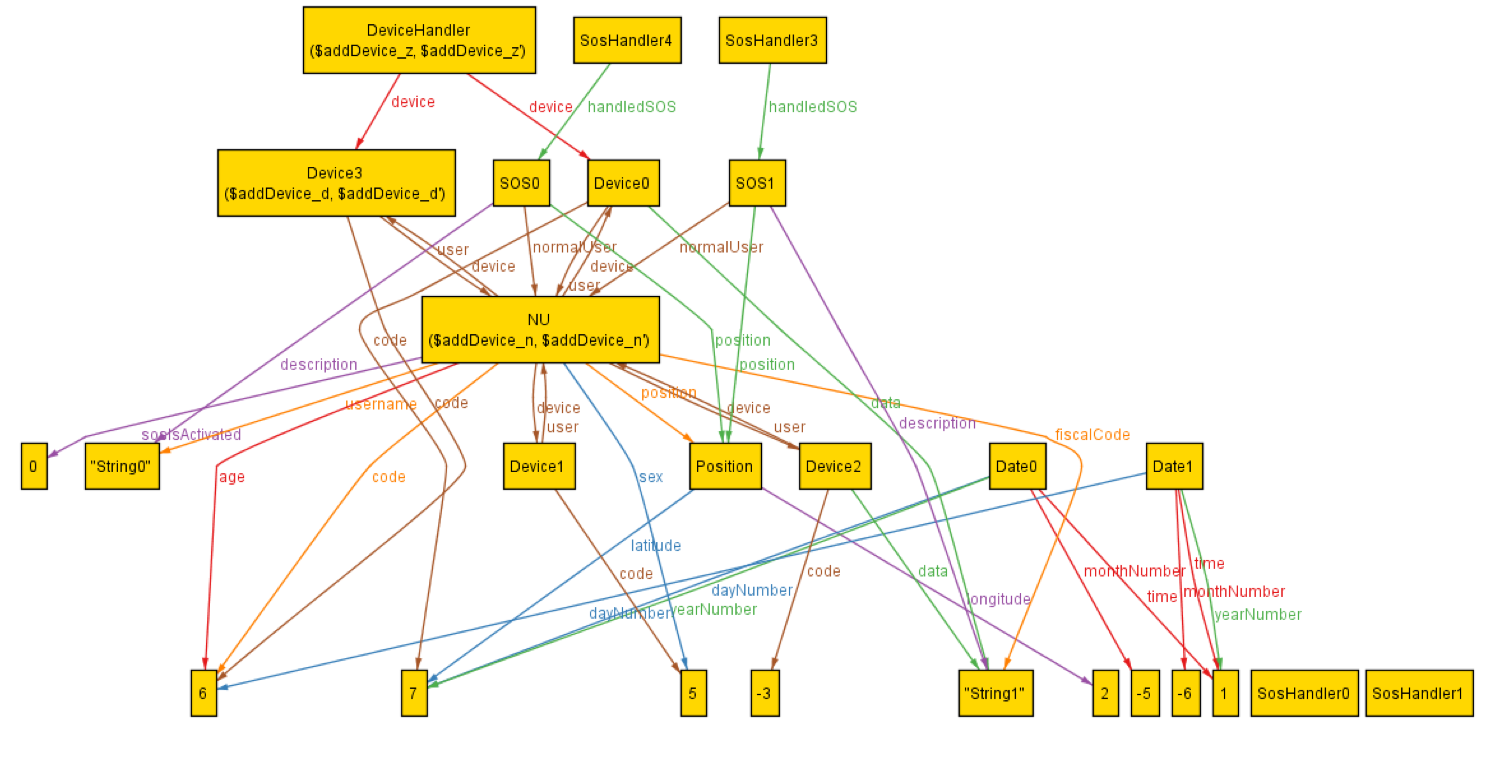 DeviceHandler
($addDevice_z, $addDevice_z')
SosHandler4
SosHandler3
device
device
handledSOS
handledSOS
Device3
($addDevice_d, $addDevice_d')
SOS0
Device0
SOS1
user
normalUser
normalUser
device
device
user
NU
($addDevice_n, $addDevice_n')
code
position
description
position
position
username
code
device
device
data
sosIsActivated
user
user
description
fiscalCode
0
"String0"
age
code
Device1
sex
Position
Device2
Date0
Date1
latitude
code
code
data
monthNumber
time
dayNumber
time
monthNumber
longitude
dayNumber
yearNumber
yearNumber
6
7
5
-3
"String1"
2
-5
-6
1
SosHandler0
SosHandler1